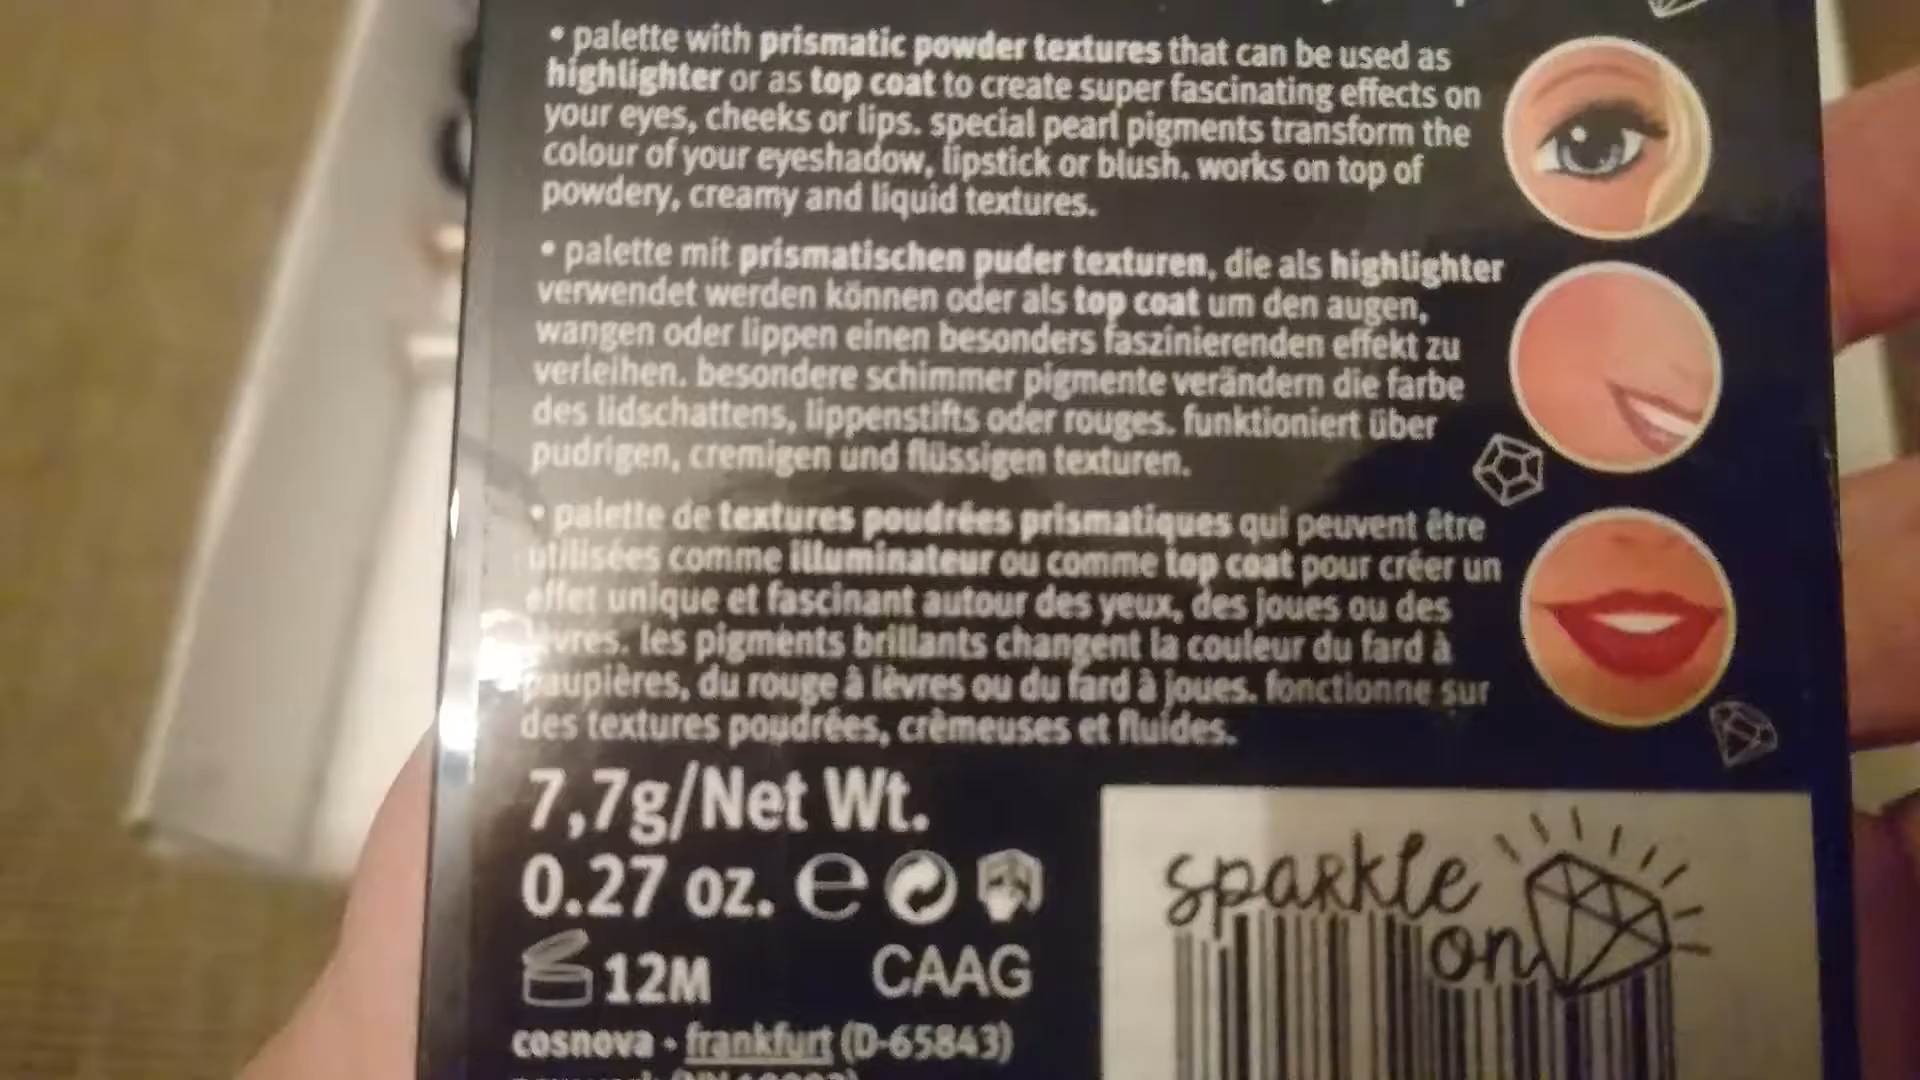 • palette with prismatic powder textures that can be used as
highlighter or as top coat to create super fascinating effects on
your eyes, cheeks or lips. special pearl pigments transform the
colour of your eyeshadow, lipstick or blush. works on top of
powdery, creamy and liquid textures.
• palette mit prismatischen puder texturen, die als highlighter
verwendet werden können oder als top coat um den augen,
wangen oder lippen einen besonders faszinierenden effekt zu
verleihen. besondere schimmer pigmente verändern die farbe
des lidschattens, lippenstifts oder rouges. funktioniert über
pudrigen, cremigen und flüssigen texturen.
• palette de textures poudrées prismatiques qui peuvent être
utilisées comme illuminateur ou comme top coat pour créer un
effet unique et fascinant autour des yeux, des joues ou des
les pigments brillants changent la couleur du fard à
paupières, du rouge à lèvres ou du fard à joues. fonctionne sur
des textures poudrées, crèmeuses et fluides.
7,7g/Net Wt.
0.27 oz. e
12M CAAG
cosnova • frankfurt (D-65843)
sparkle
on